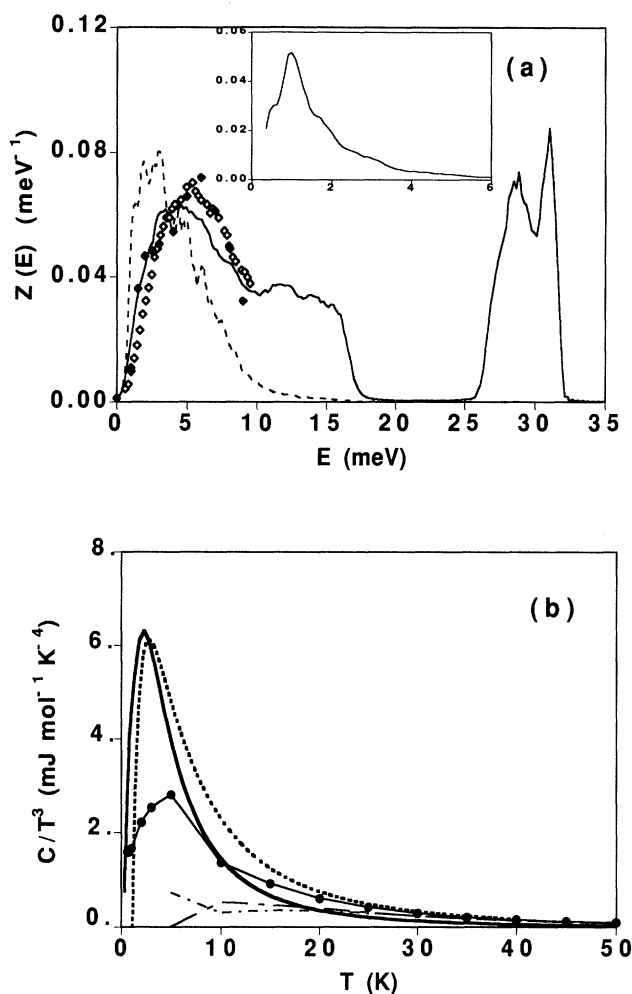 0.12
0.08
0.04
0.00
Z(E) (meV⁻¹)
0.06
0.04
0.02
0.00
0 2 4 6
(a)
0 5 10 15 20 25 30 35
E (meV)
8.
6.
4.
2.
0.
C/T³ (mJ mol⁻¹ K⁻⁴)
(b)
0 10 20 30 40 50
T (K)